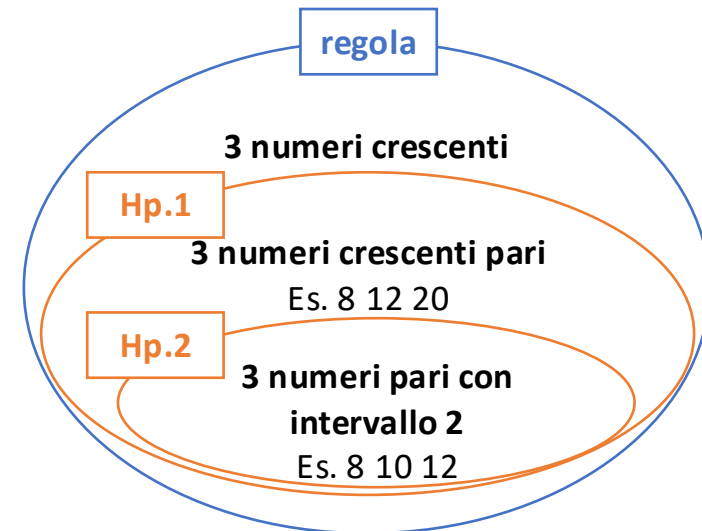 regola
3 numeri crescenti
Hp.1
3 numeri crescenti pari
Es. 8 12 20
Hp.2
3 numeri pari con
intervallo 2
Es. 8 10 12